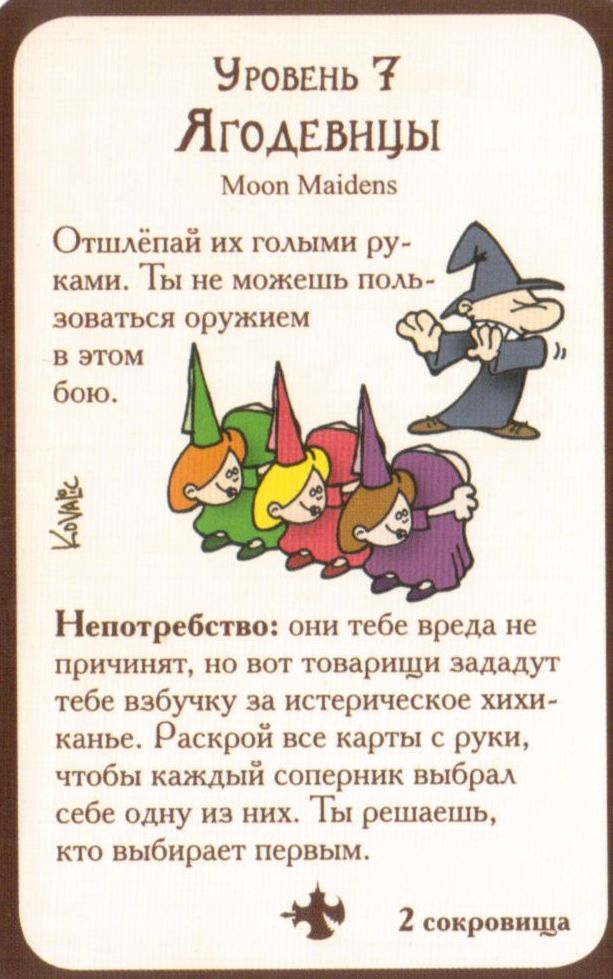 Уровень 7
Ягодевицы
Moon Maidens
Отшлёпай их голыми ру-
ками. Ты не можешь поль-
зоваться оружием
в этом
бою.
Kovalic
Непотребство: они тебе вреда не
причинят, но вот товарищи зададут
тебе взбучку за истерическое хихи-
канье. Раскрой все карты с руки,
чтобы каждый соперник выбрал
себе одну из них. Ты решаешь,
кто выбирает первым.
2 сокровища